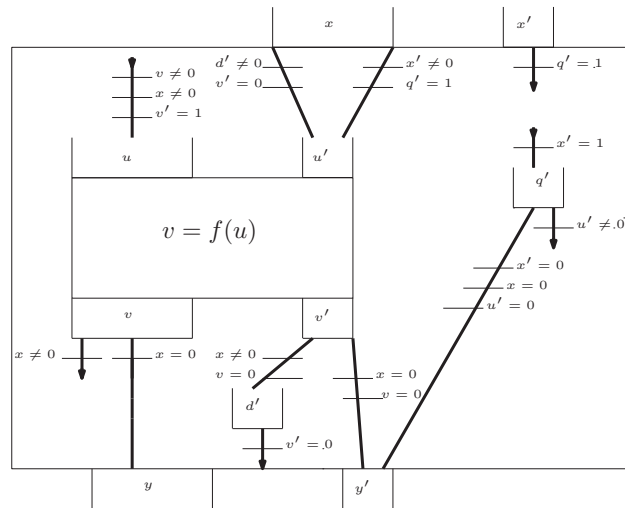 x
x′
d′ ≠ 0
x′ ≠ 0
q′ = .1
v ≠ 0
v′ = 0
q′ = 1
x ≠ 0
v′ = 1
x′ = 1
u
u′
q′
v = f(u)
u′ ≠ .0
x′ = 0
x = 0
u′ = 0
v
v′
x ≠ 0
x = 0
x ≠ 0
v = 0
x = 0
v = 0
d′
v′ = .0
y
y′